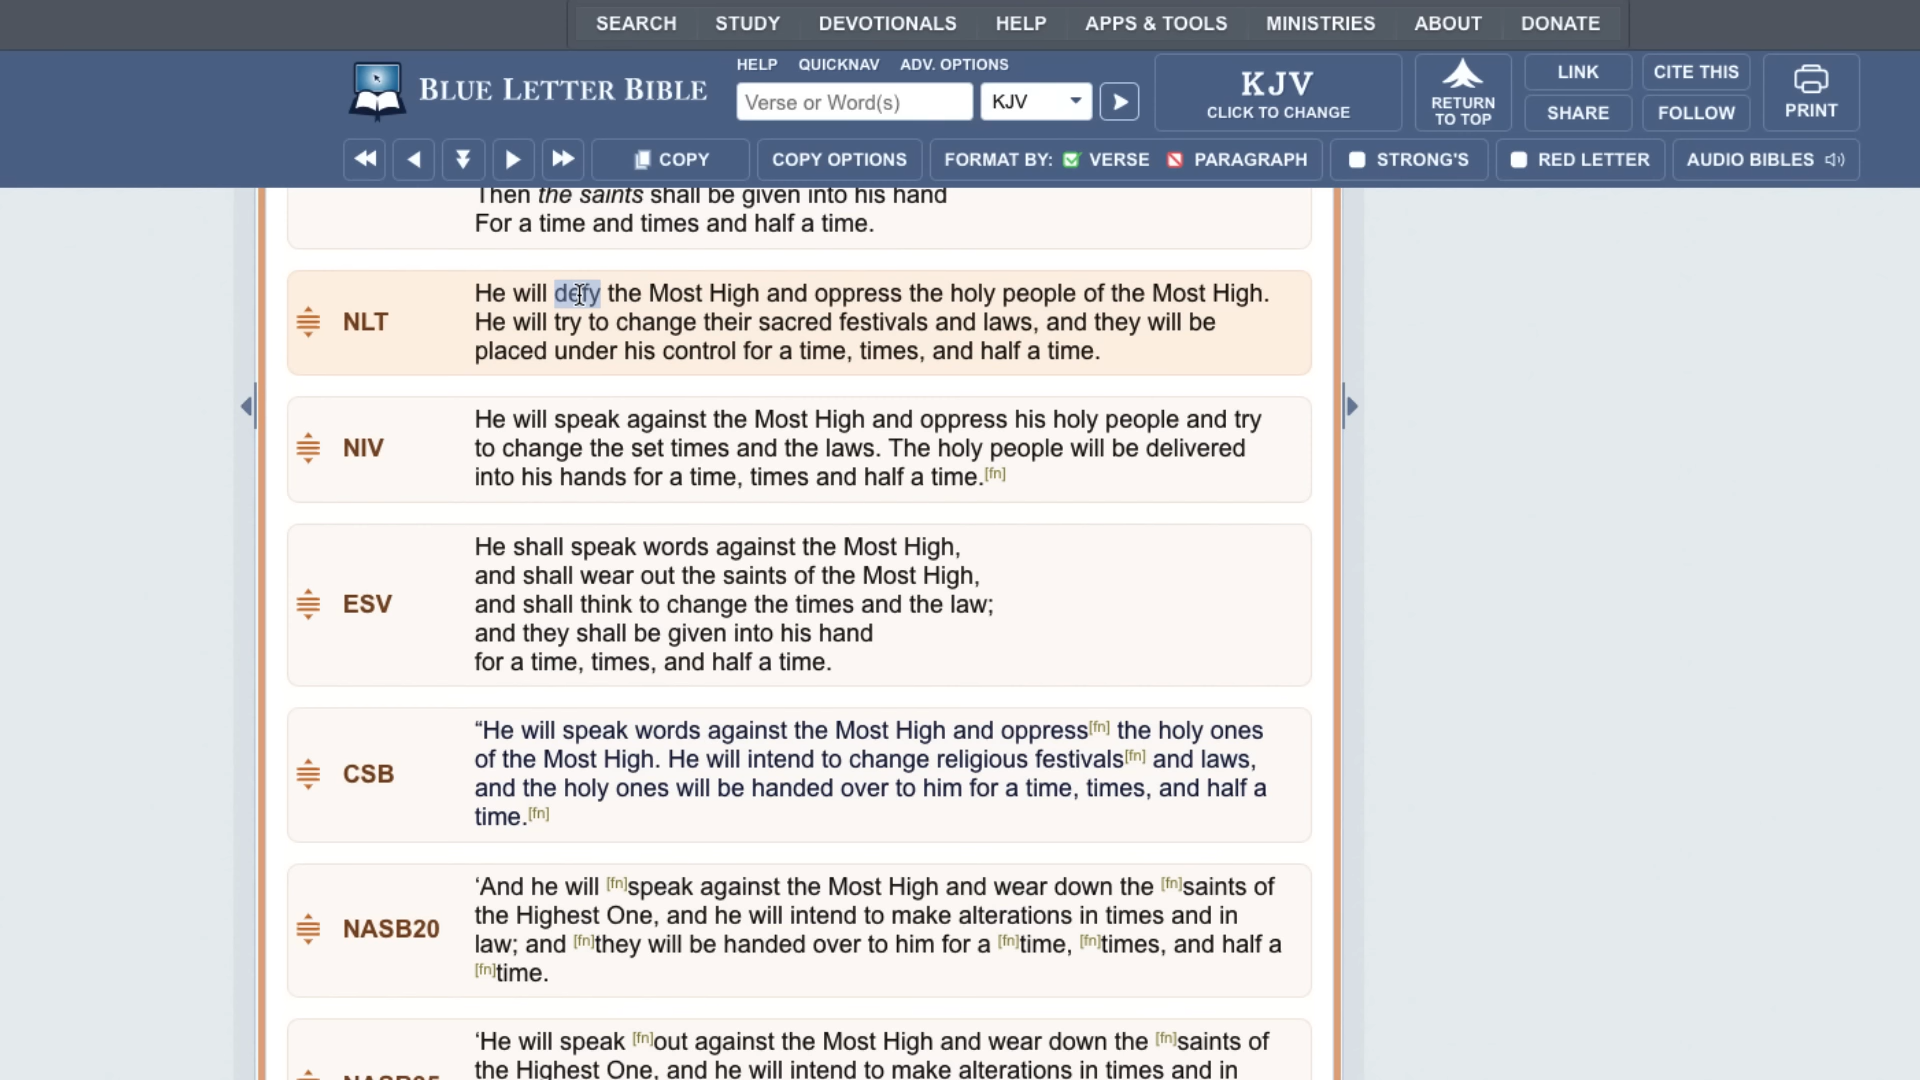 SEARCH STUDY DEVOTIONALS HELP APPS & TOOLS MINISTRIES ABOUT DONATE
BLUE LETTER BIBLE
HELP QUICKNAV ADV. OPTIONS
Verse or Word(s)
KJV
KJV
CLICK TO CHANGE
RETURN
TO TOP
LINK
CITE THIS
SHARE
FOLLOW
PRINT
COPY
COPY OPTIONS
FORMAT BY: VERSE PARAGRAPH
STRONG'S
RED LETTER
AUDIO BIBLES
Then the saints shall be given into his hand
For a time and times and half a time.
NLT
He will defy the Most High and oppress the holy people of the Most High.
He will try to change their sacred festivals and laws, and they will be
placed under his control for a time, times, and half a time.
NIV
He will speak against the Most High and oppress his holy people and try
to change the set times and the laws. The holy people will be delivered
into his hands for a time, times and half a time.[fn]
ESV
He shall speak words against the Most High,
and shall wear out the saints of the Most High,
and shall think to change the times and the law;
and they shall be given into his hand
for a time, times, and half a time.
CSB
“He will speak words against the Most High and oppress[fn] the holy ones
of the Most High. He will intend to change religious festivals[fn] and laws,
and the holy ones will be handed over to him for a time, times, and half a
time.[fn]
NASB20
‘And he will [fn]speak against the Most High and wear down the [fn]saints of
the Highest One, and he will intend to make alterations in times and in
law; and [fn]they will be handed over to him for a [fn]time, [fn]times, and half a
[fn]time.
NASB95
‘He will speak [fn]out against the Most High and wear down the [fn]saints of
the Highest One, and he will intend to make alterations in times and in